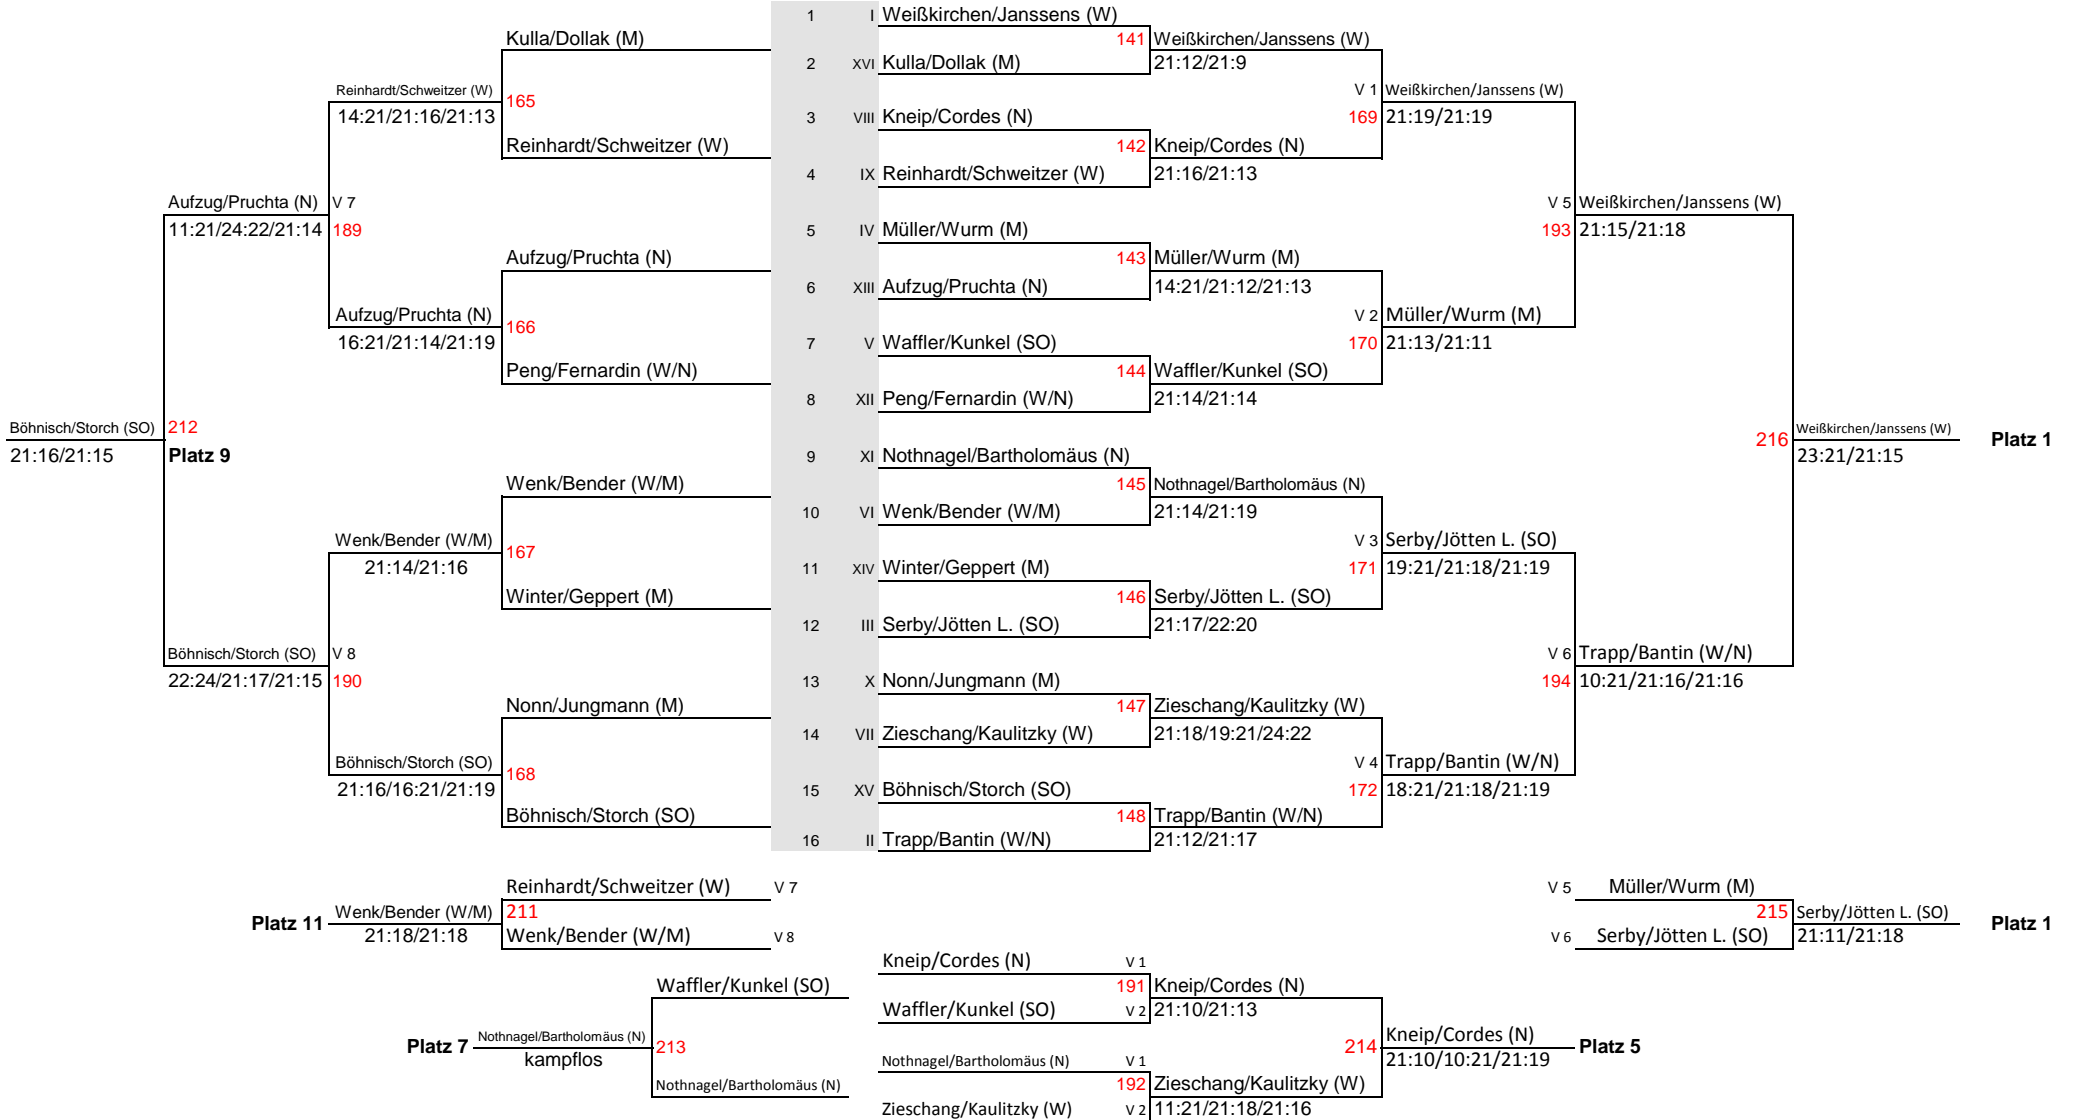 1 I Weißkirchen/Janssens (W)
Kulla/Dollak (M) 141 Weißkirchen/Janssens (W)
2 XVI Kulla/Dollak (M) 21:12/21:9
Reinhardt/Schweitzer (W) 165 V 1 Weißkirchen/Janssens (W)
14:21/21:16/21:13 3 VIII Kneip/Cordes (N) 169 21:19/21:19
Reinhardt/Schweitzer (W) 142 Kneip/Cordes (N)
4 IX Reinhardt/Schweitzer (W) 21:16/21:13
Aufzug/Pruchta (N) V 7 V 5 Weißkirchen/Janssens (W)
11:21/24:22/21:14 189 5 IV Müller/Wurm (M) 193 21:15/21:18
Aufzug/Pruchta (N) 143 Müller/Wurm (M)
6 XIII Aufzug/Pruchta (N) 14:21/21:12/21:13
Aufzug/Pruchta (N) 166 V 2 Müller/Wurm (M)
16:21/21:14/21:19 7 V Waffler/Kunkel (SO) 170 21:13/21:11
Peng/Fernardin (W/N) 144 Waffler/Kunkel (SO)
8 XII Peng/Fernardin (W/N) 21:14/21:14
Böhnisch/Storch (SO) 212 216 Weißkirchen/Janssens (W) Platz 1
21:16/21:15 Platz 9 9 XI Nothnagel/Bartholomäus (N) 23:21/21:15
Wenk/Bender (W/M) 145 Nothnagel/Bartholomäus (N)
10 VI Wenk/Bender (W/M) 21:14/21:19
Wenk/Bender (W/M) 167 V 3 Serby/Jötten L. (SO)
21:14/21:16 11 XIV Winter/Geppert (M) 171 19:21/21:18/21:19
Winter/Geppert (M) 146 Serby/Jötten L. (SO)
12 III Serby/Jötten L. (SO) 21:17/22:20
Böhnisch/Storch (SO) V 8 V 6 Trapp/Bantin (W/N)
22:24/21:17/21:15 190 13 X Nonn/Jungmann (M) 194 10:21/21:16/21:16
Nonn/Jungmann (M) 147 Zieschang/Kaulitzky (W)
14 VII Zieschang/Kaulitzky (W) 21:18/19:21/24:22
Böhnisch/Storch (SO) 168 V 4 Trapp/Bantin (W/N)
21:16/16:21/21:19 15 XV Böhnisch/Storch (SO) 172 18:21/21:18/21:19
Böhnisch/Storch (SO) 148 Trapp/Bantin (W/N)
16 II Trapp/Bantin (W/N) 21:12/21:17
Reinhardt/Schweitzer (W) V 7 V 5 Müller/Wurm (M)
Platz 11 Wenk/Bender (W/M) 211 215 Serby/Jötten L. (SO) Platz 1
21:18/21:18 Wenk/Bender (W/M) V 8 V 6 Serby/Jötten L. (SO) 21:11/21:18
Kneip/Cordes (N) V 1
Waffler/Kunkel (SO) 191 Kneip/Cordes (N)
Waffler/Kunkel (SO) V 2 21:10/21:13
Platz 7 Nothnagel/Bartholomäus (N) 213 214 Kneip/Cordes (N) Platz 5
kampflos Nothnagel/Bartholomäus (N) V 1 21:10/10:21/21:19
Nothnagel/Bartholomäus (N) 192 Zieschang/Kaulitzky (W)
Zieschang/Kaulitzky (W) V 2 11:21/21:18/21:16